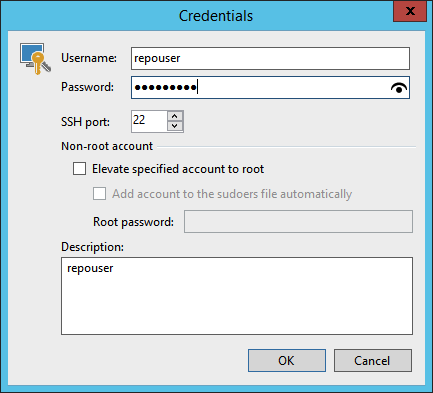 Credentials
x
Username: repouser
Password: ●●●●●●●●●
SSH port: 22
Non-root account
Elevate specified account to root
Add account to the sudoers file automatically
Root password:
Description:
repouser
OK Cancel